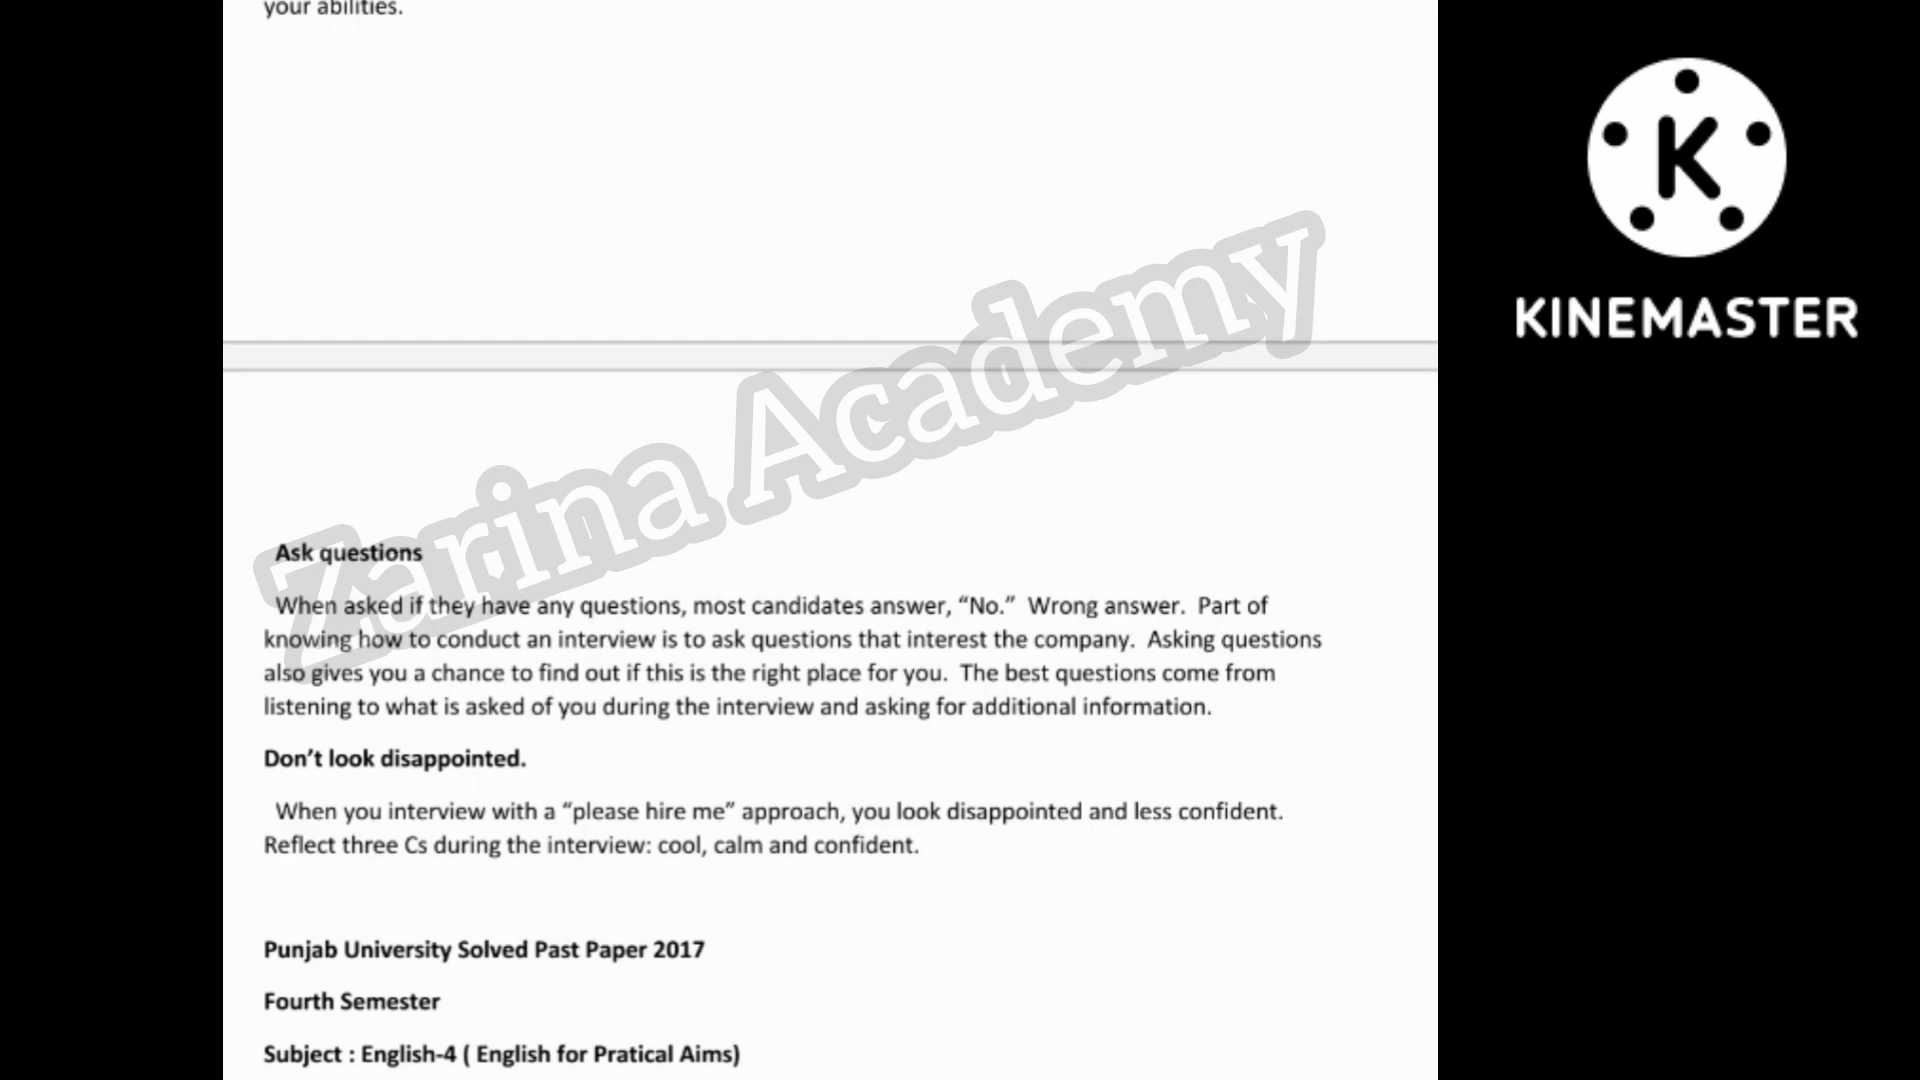 your abilities.
K
KINEMASTER
Zarina Academy
Ask questions
When asked if they have any questions, most candidates answer, “No.”  Wrong answer.  Part of
knowing how to conduct an interview is to ask questions that interest the company.  Asking questions
also gives you a chance to find out if this is the right place for you.  The best questions come from
listening to what is asked of you during the interview and asking for additional information.
Don’t look disappointed.
When you interview with a “please hire me” approach, you look disappointed and less confident.
Reflect three Cs during the interview: cool, calm and confident.
Punjab University Solved Past Paper 2017
Fourth Semester
Subject : English-4 ( English for Pratical Aims)